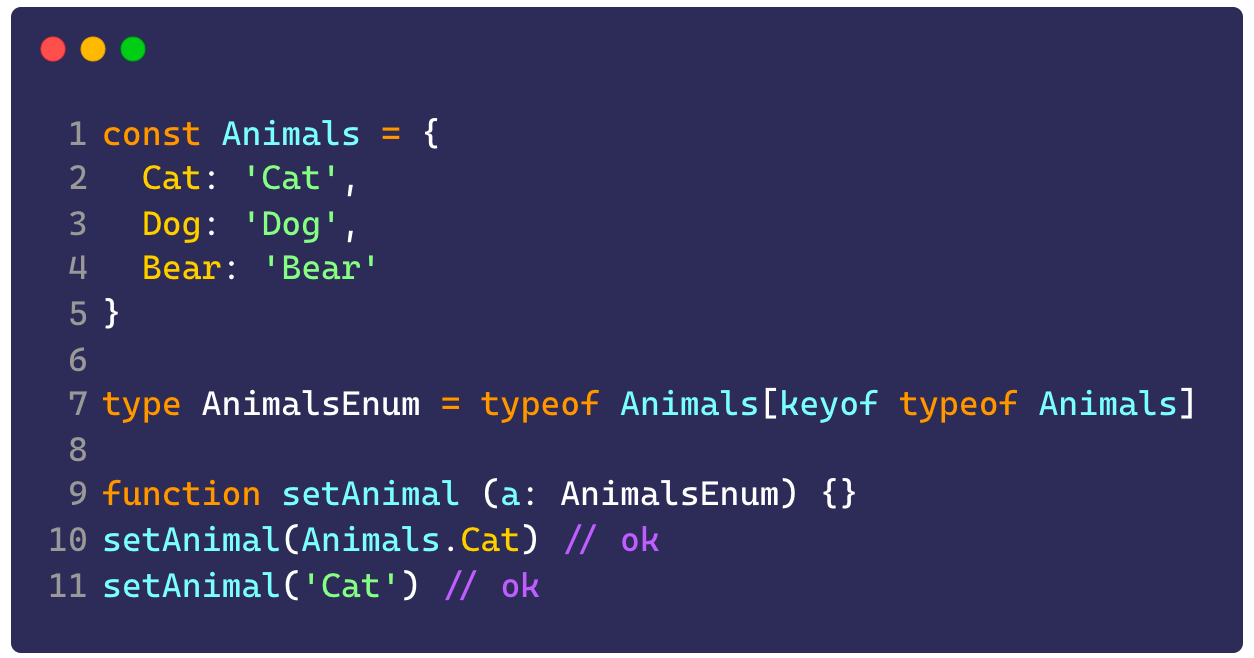 1 const Animals = {
2   Cat: 'Cat',
3   Dog: 'Dog',
4   Bear: 'Bear'
5 }
6
7 type AnimalsEnum = typeof Animals[keyof typeof Animals]
8
9 function setAnimal (a: AnimalsEnum) {}
10 setAnimal(Animals.Cat) // ok
11 setAnimal('Cat') // ok